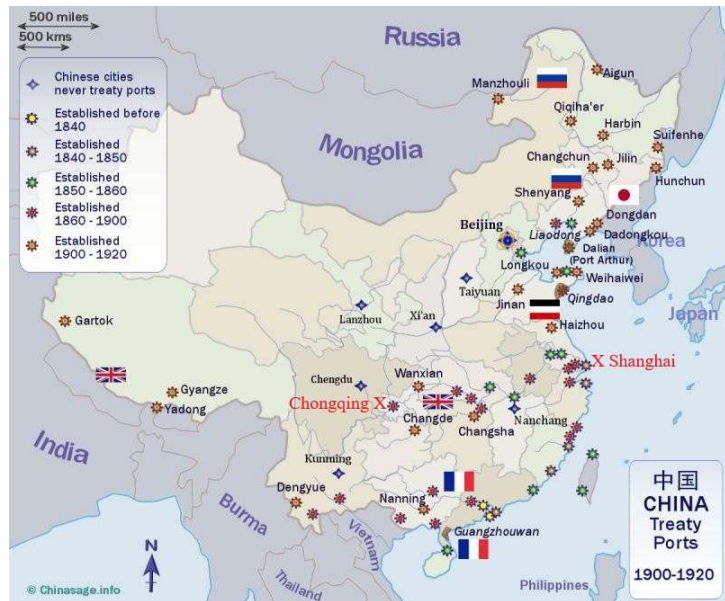 500 miles
500 kms
Chinese cities
never treaty ports
Established before
1840
Established
1840 - 1850
Established
1850 - 1860
Established
1860 - 1900
Established
1900 - 1920
Russia
Mongolia
Manzhouli
Aigun
Qiqiha'er
Harbin
Suifenhe
Changchun
Jilin
Hunchun
Shenyang
Dongdan
Beijing
Liaodong
Dadongkou
Korea
Dalian
(Port Arthur)
Longkou
Weihaiwei
Taiyuan
Jinan
Qingdao
Japan
Lanzhou
Xi'an
Haizhou
Gartok
X Shanghai
Chengdu
Wanxian
Chongqing X
Gyangze
Yadong
Changde
Changsha
Nanchang
India
Kunming
Dengyue
Nanning
Burma
Vietnam
Guangzhouwan
Thailand
Philippines
N
中国
CHINA
Treaty
Ports
1900-1920
© Chinasage.info